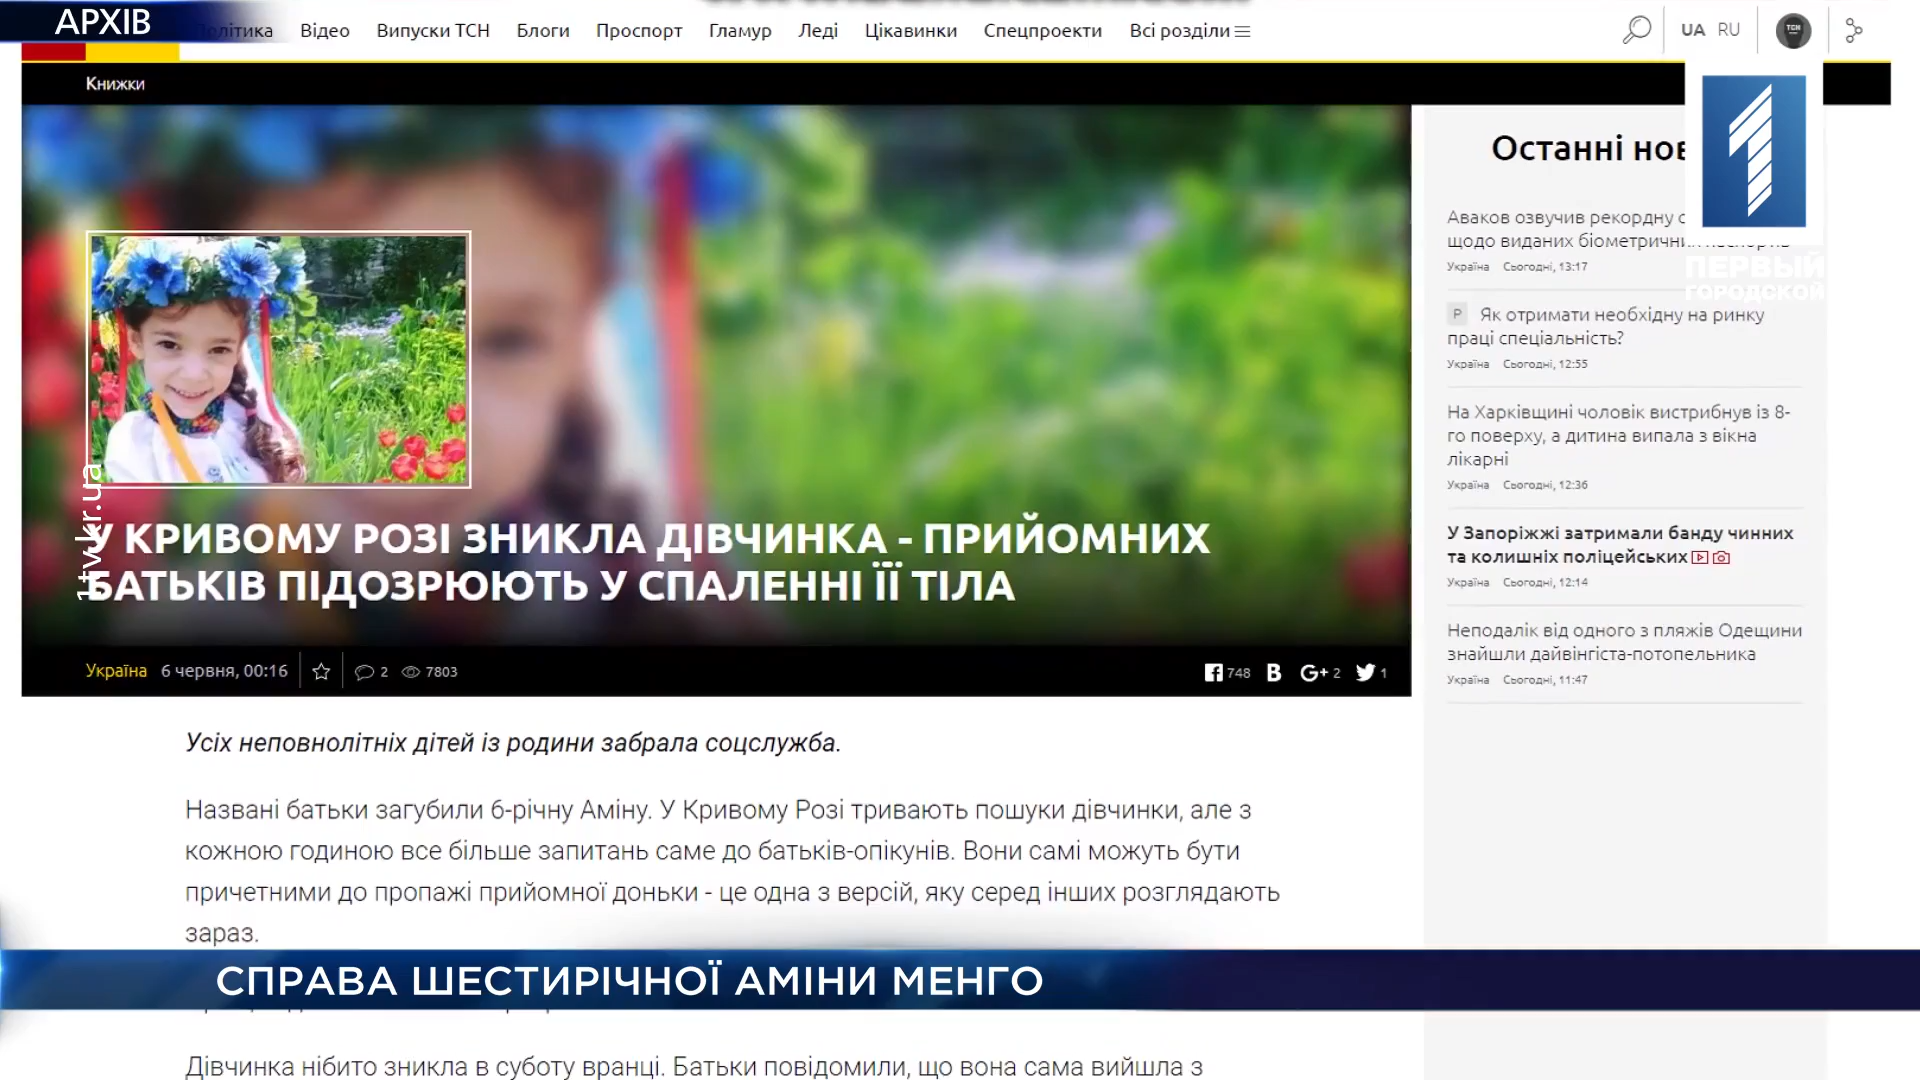 АРХІВ
Політика Відео Випуски ТСН Блоги Проспорт Гламур Леді Цікавинки Спецпроекти Всі розділи
UA RU
ТСН
Книжки
1
ПЕРВЫЙ
ГОРОДСКОЙ
1tvkr.ua
У КРИВОМУ РОЗІ ЗНИКЛА ДІВЧИНКА - ПРИЙОМНИХ
БАТЬКІВ ПІДОЗРЮЮТЬ У СПАЛЕННІ ЇЇ ТІЛА
Україна 6 червня, 00:16 2 7803 748 B G+ 2 1
Усіх неповнолітніх дітей із родини забрала соцслужба.
Названі батьки загубили 6-річну Аміну. У Кривому Розі тривають пошуки дівчинки, але з
кожною годиною все більше запитань саме до батьків-опікунів. Вони самі можуть бути
причетними до пропажі прийомної доньки - це одна з версій, яку серед інших розглядають
зараз.
СПРАВА ШЕСТИРІЧНОЇ АМІНИ МЕНГО
Дівчинка нібито зникла в суботу вранці. Батьки повідомили, що вона сама вийшла з
Останні нов
Аваков озвучив рекордну
щодо виданих біометричних паспортів
Україна Сьогодні, 13:17
P Як отримати необхідну на ринку
праці спеціальність?
Україна Сьогодні, 12:55
На Харківщині чоловік вистрибнув із 8-
го поверху, а дитина випала з вікна
лікарні
Україна Сьогодні, 12:36
У Запоріжжі затримали банду чинних
та колишніх поліцейських
Україна Сьогодні, 12:14
Неподалік від одного з пляжів Одещини
знайшли дайвінгіста-потопельника
Україна Сьогодні, 11:47